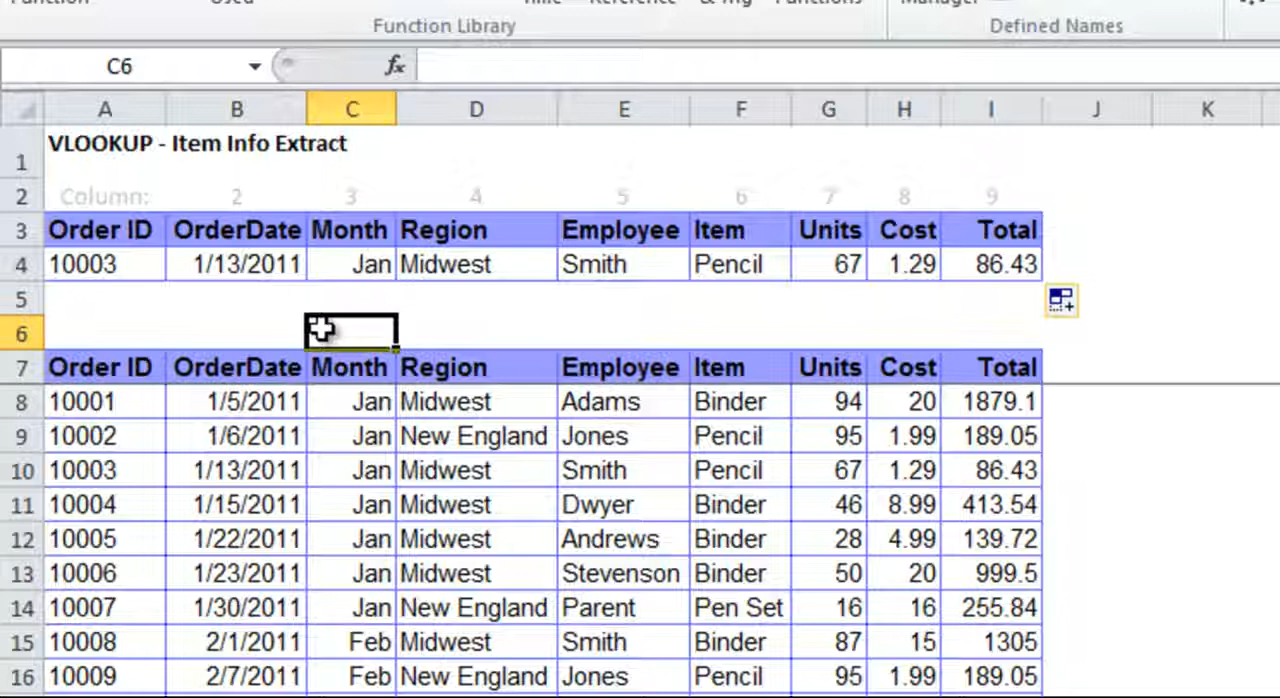 Function Library Defined Names
C6 fx
A B C D E F G H I J K
1 VLOOKUP - Item Info Extract
2 Column: 2 3 4 5 6 7 8 9
3 Order ID OrderDate Month Region Employee Item Units Cost Total
4 10003 1/13/2011 Jan Midwest Smith Pencil 67 1.29 86.43
5
6
7 Order ID OrderDate Month Region Employee Item Units Cost Total
8 10001 1/5/2011 Jan Midwest Adams Binder 94 20 1879.1
9 10002 1/6/2011 Jan New England Jones Pencil 95 1.99 189.05
10 10003 1/13/2011 Jan Midwest Smith Pencil 67 1.29 86.43
11 10004 1/15/2011 Jan Midwest Dwyer Binder 46 8.99 413.54
12 10005 1/22/2011 Jan Midwest Andrews Binder 28 4.99 139.72
13 10006 1/23/2011 Jan Midwest Stevenson Binder 50 20 999.5
14 10007 1/30/2011 Jan New England Parent Pen Set 16 16 255.84
15 10008 2/1/2011 Feb Midwest Smith Binder 87 15 1305
16 10009 2/7/2011 Feb New England Jones Pencil 95 1.99 189.05